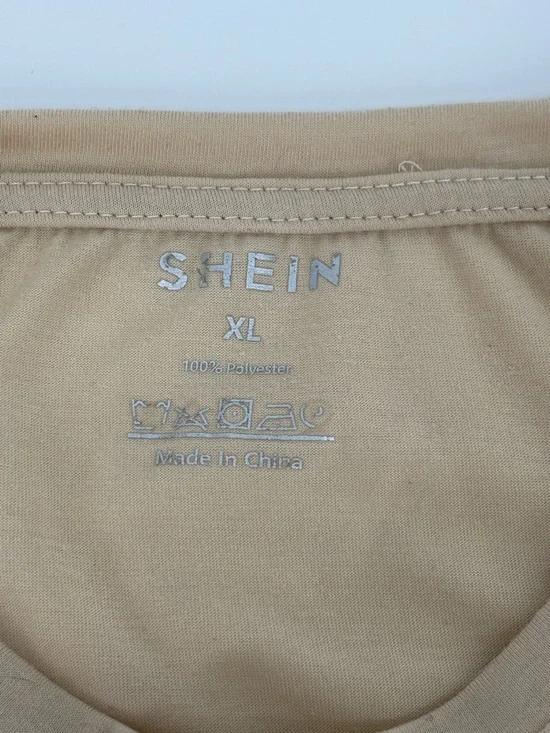 SHEIN
XL
100% Polyester
Made In China